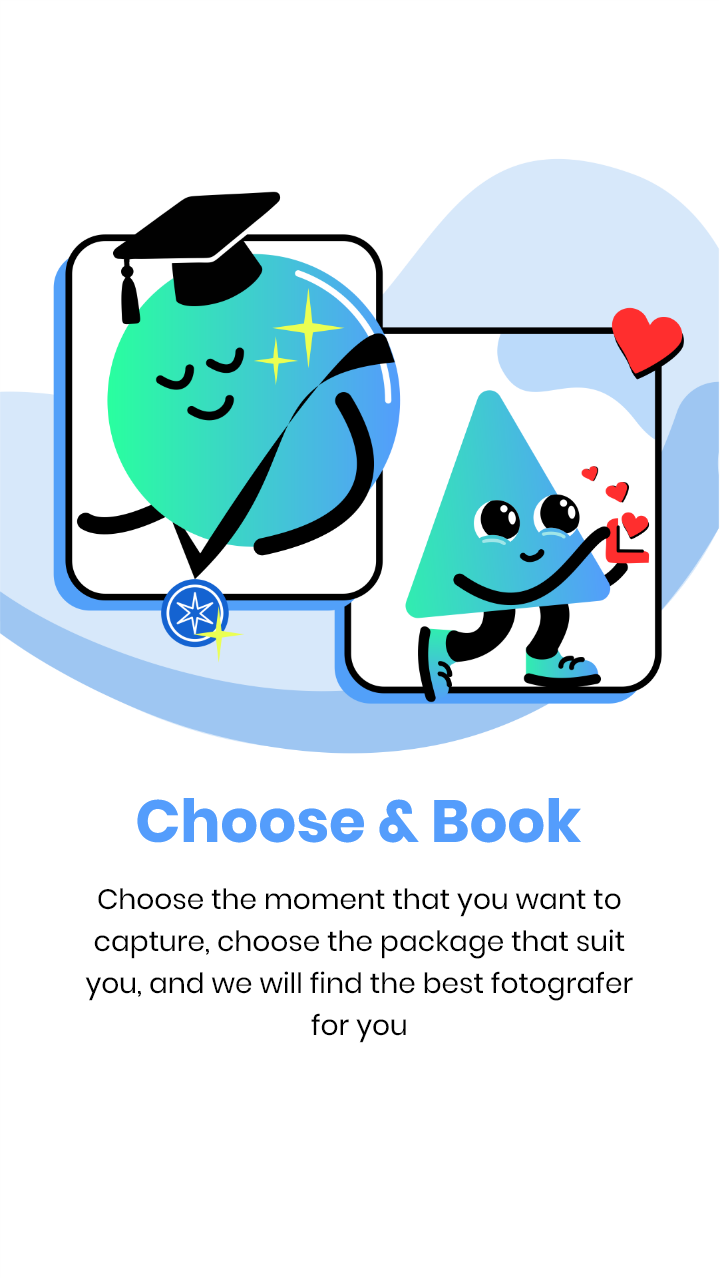 Choose & Book
Choose the moment that you want to
capture, choose the package that suit
you, and we will find the best fotografer
for you